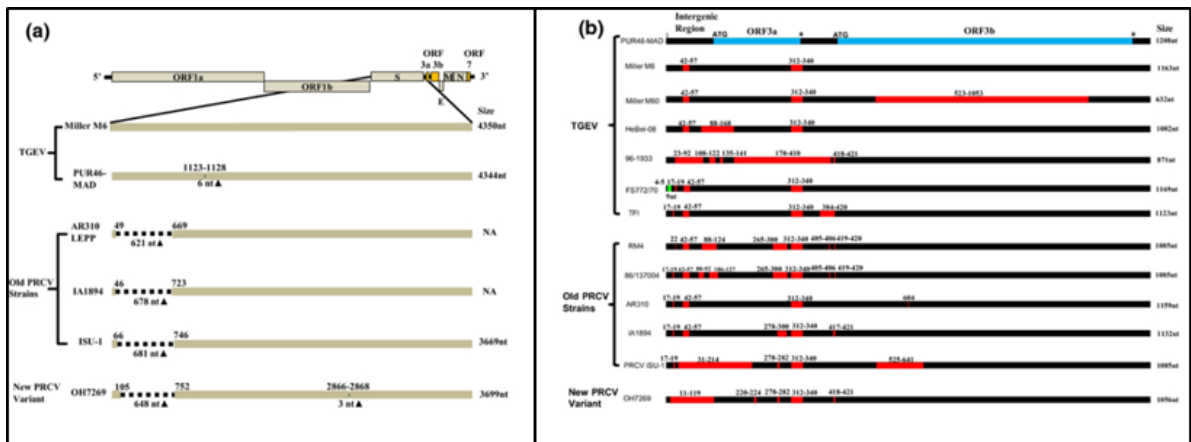 (a)
ORF ORF
3a 3b 7
5' ORF1a S M N 3'
ORF1b E
Size
Miller M6 4350nt
TGEV
1123-1128
PUR46-MAD 4344nt
6 nt▲
49 669
AR310 LEPP NA
621 nt▲
Old PRCV Strains
46 723
IA1894 NA
678 nt▲
66 746
ISU-1 3669nt
681 nt▲
New PRCV Variant
105 752 2866-2868
OH7269 3699nt
648 nt▲ 3 nt▲
(b)
Intergenic Region ATG ORF3a * ATG ORF3b * Size
PUR46-MAD 1208nt
42-57 312-340
Miller M6 1163nt
42-57 312-340 523-1053
Miller M60 632nt
TGEV
42-57 88-168 312-340
HeBei-08 1082nt
23-92 108-122 135-141 170-410 418-421
96-1933 871nt
4-5 17-19 42-57 312-340
FS772/70 1169nt
9nt
17-19 42-57 312-340 384-420
TFI 1123nt
22 42-57 88-124 265-300 312-340 405-406 419-420
RM4 1085nt
17-19 42-57 106-127 265-300 312-340 405-406 419-420
86/137004 1085nt
Old PRCV Strains
17-19 42-57 312-340 604
AR310 1159nt
17-19 42-57 278-300 312-340 417-421
IA1894 1132nt
17-19 31-214 278-282 312-340 525-641
PRCV ISU-1
New PRCV Variant
11-119 220-224 278-282 312-340 418-421
OH7269 1056nt